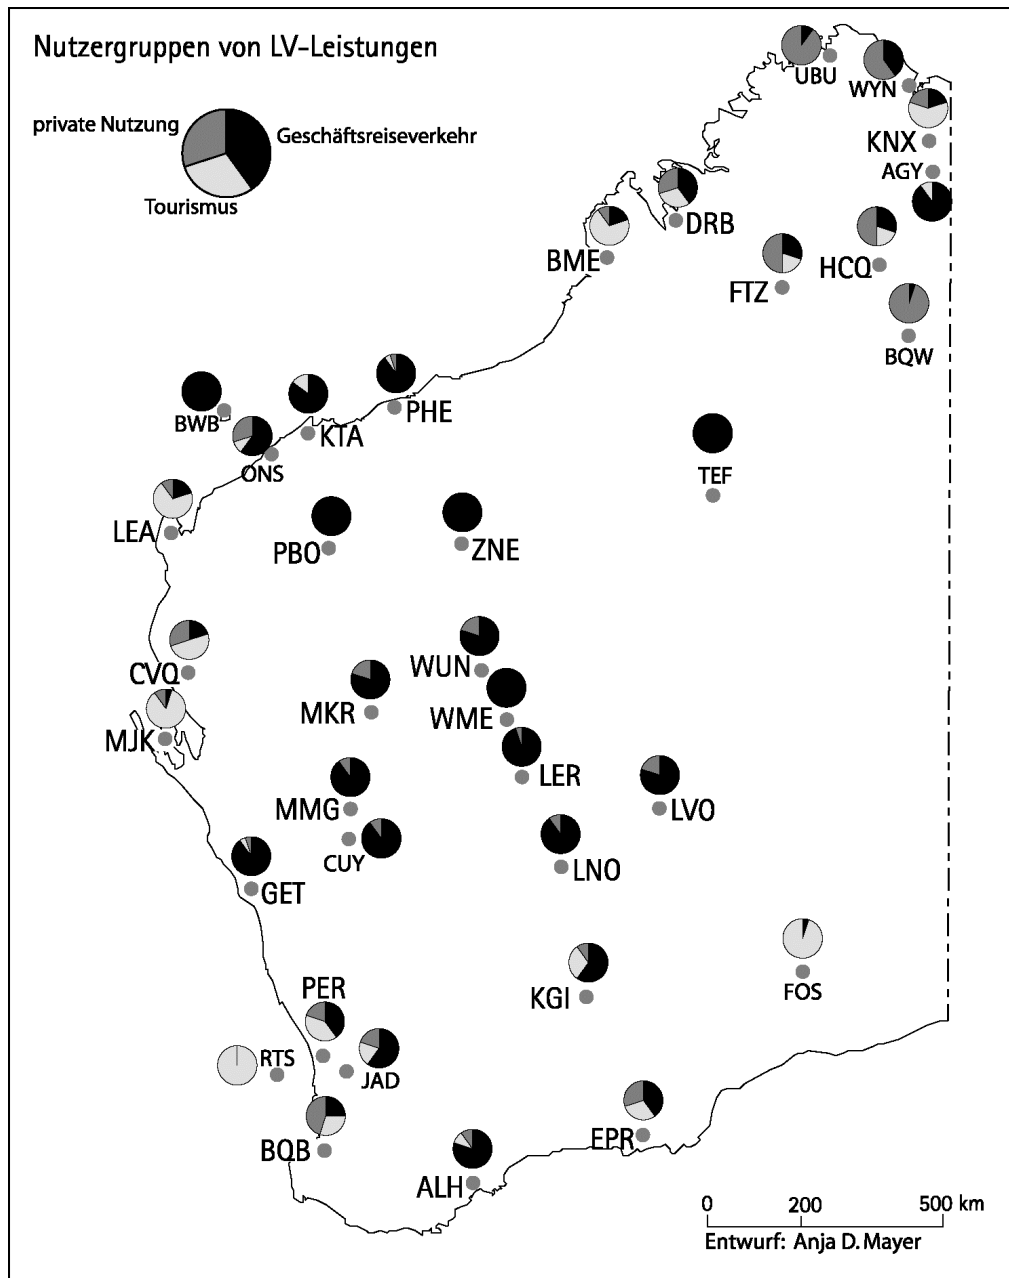 Nutzergruppen von LV-Leistungen
private Nutzung
Geschäftsreiseverkehr
Tourismus
UBU
WYN
KNX
AGY
DRB
BME
HCQ
FTZ
BQW
BWB
PHE
KTA
ONS
TEF
LEA
PBO
ZNE
WUN
CVQ
MKR
WME
MJK
LER
MMG
LVO
CUY
LNO
GET
PER
KGI
FOS
RTS
JAD
BQB
EPR
ALH
0 200 500 km
Entwurf: Anja D. Mayer